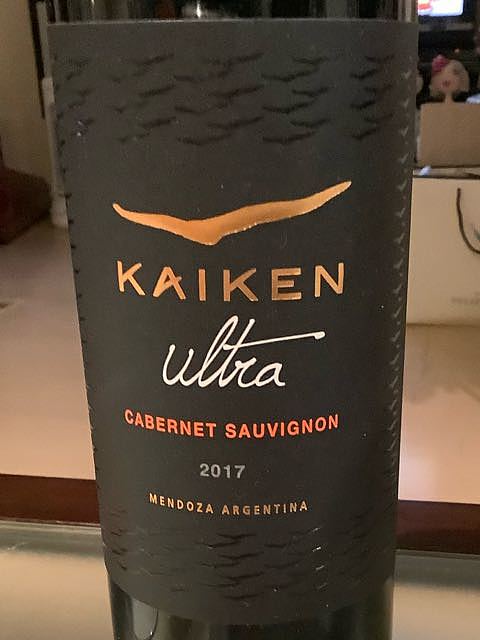 KAIKEN
ultra
CABERNET SAUVIGNON
2017
MENDOZA ARGENTINA